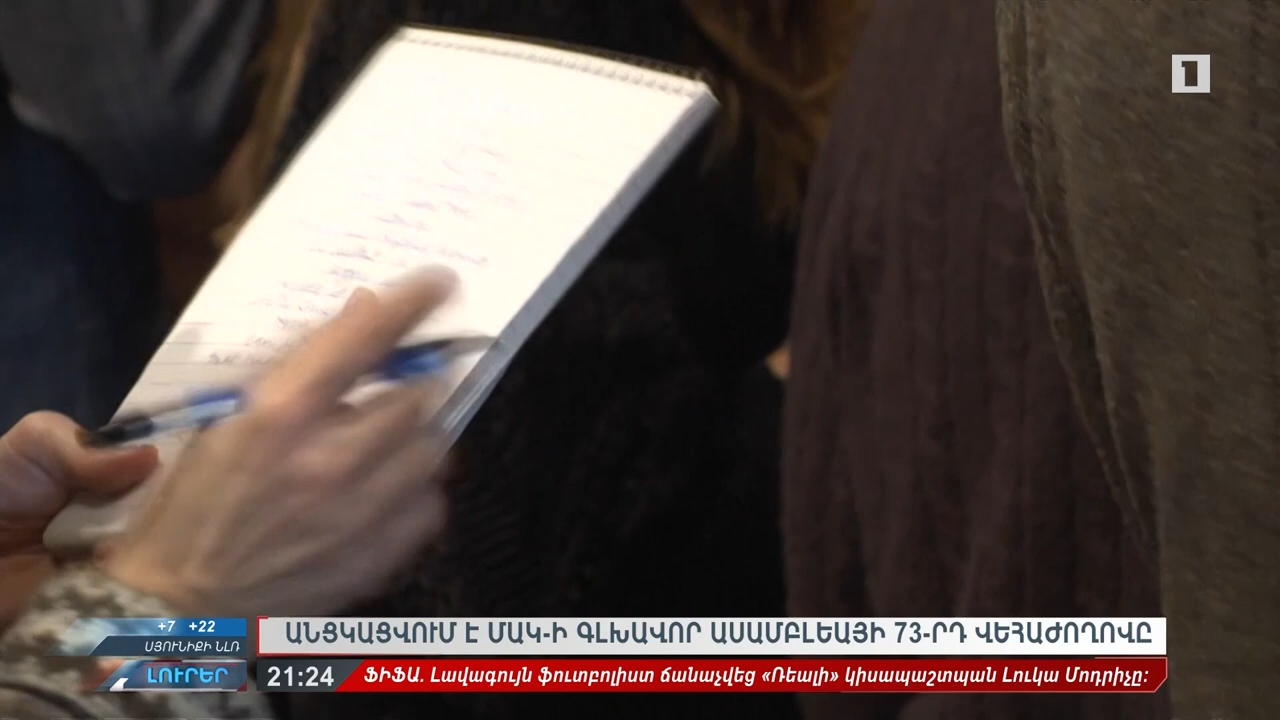 1
+7 +22
ՍՅՈՒՆԻՔԻ ՆԼՌ
ԼՈՒՐԵՐ
ԱՆՑԿԱՑՎՈՒՄ Է ՄԱԿ-Ի ԳԼԽԱՎՈՐ ԱՍԱՄԲԼԵԱՅԻ 73-ՐԴ ՎԵՀԱԺՈՂՈՎԸ
21:24
ՖԻՖԱ. Լավագույն ֆուտբոլիստ ճանաչվեց «Ռեալի» կիսապաշտպան Լուկա Մոդրիչը: